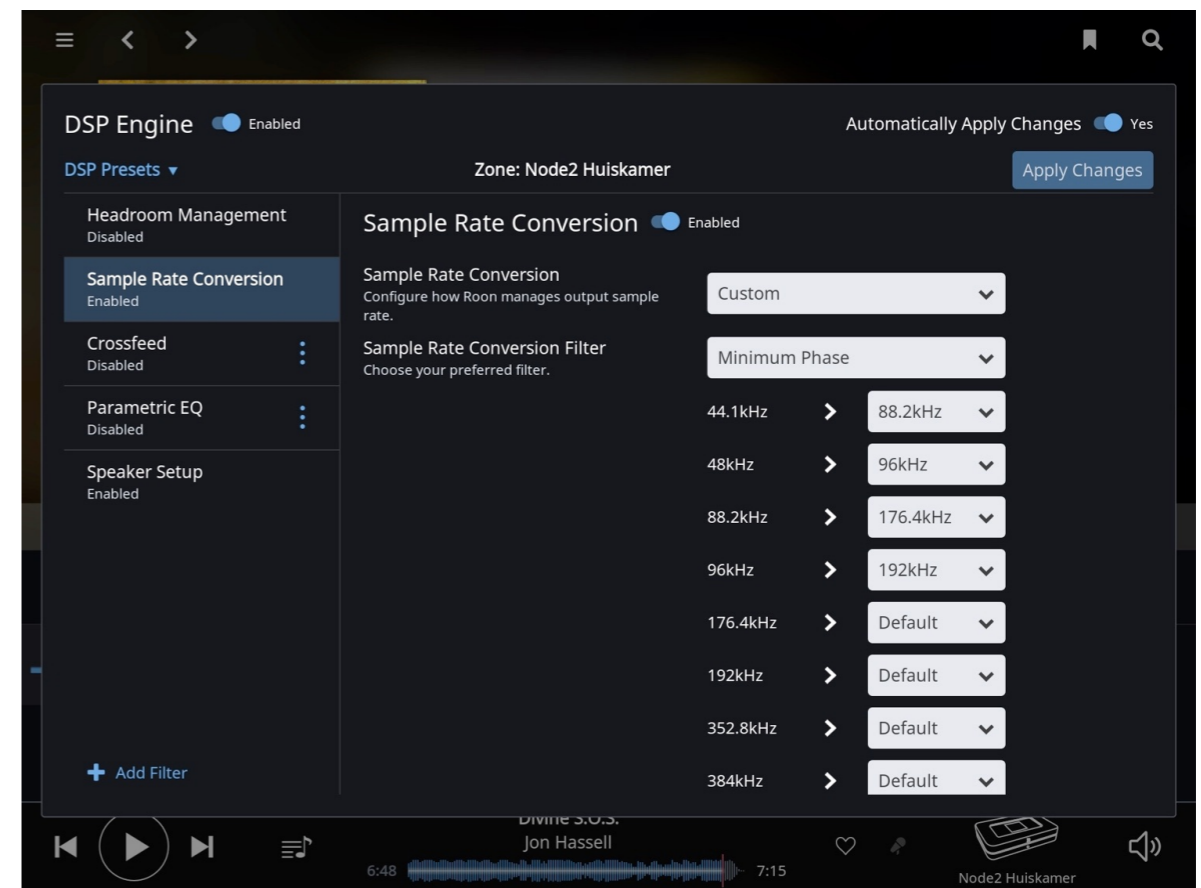 DSP Engine Enabled
Automatically Apply Changes Yes
DSP Presets
Zone: Node2 Huiskamer
Apply Changes
Headroom Management
Disabled
Sample Rate Conversion
Enabled
Crossfeed
Disabled
Parametric EQ
Disabled
Speaker Setup
Enabled
Add Filter
Sample Rate Conversion Enabled
Sample Rate Conversion
Configure how Roon manages output sample
rate.
Custom
Sample Rate Conversion Filter
Choose your preferred filter.
Minimum Phase
44.1kHz 88.2kHz
48kHz 96kHz
88.2kHz 176.4kHz
96kHz 192kHz
176.4kHz Default
192kHz Default
352.8kHz Default
384kHz Default
Divine S.O.S.
Jon Hassell
6:48 7:15
Node2 Huiskamer